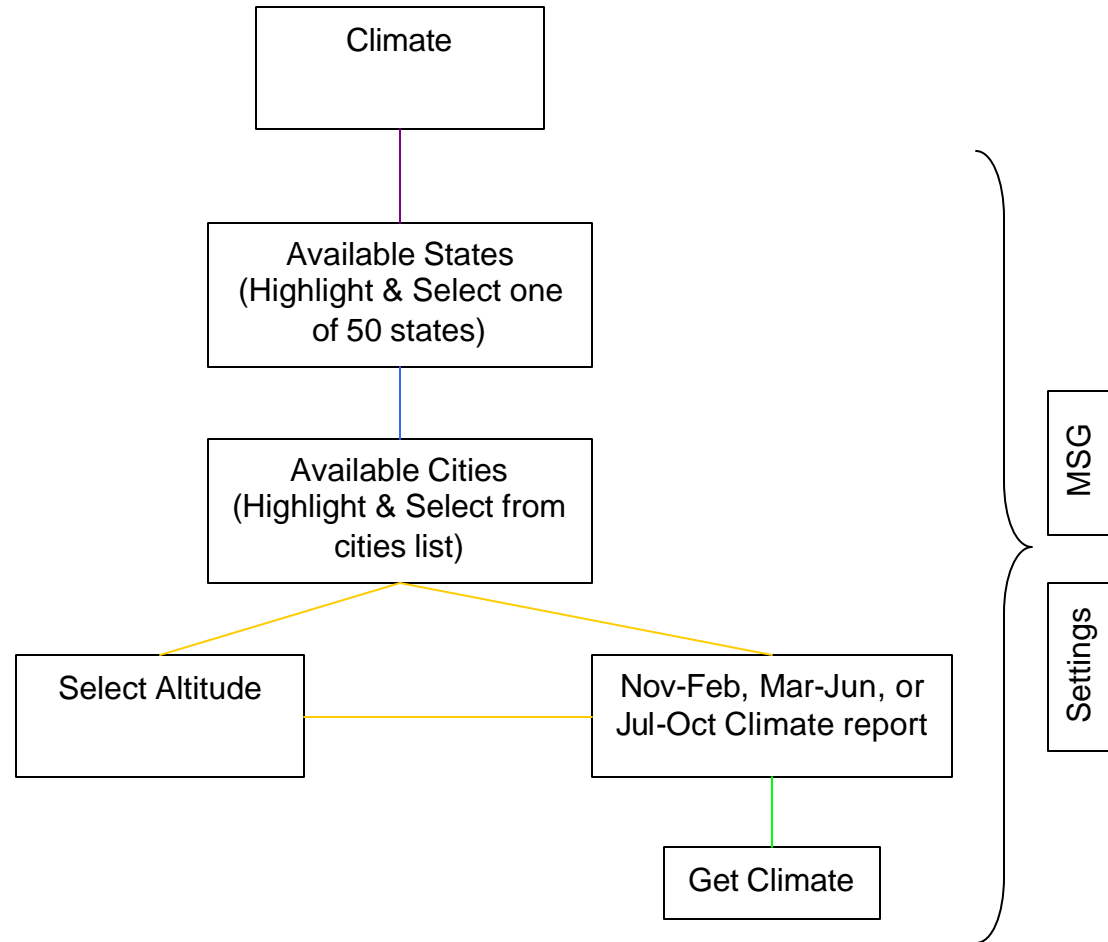 Climate
Available States
(Highlight & Select one
of 50 states)
Available Cities
(Highlight & Select from
cities list)
Select Altitude
Nov-Feb, Mar-Jun, or
Jul-Oct Climate report
Get Climate
MSG
Settings